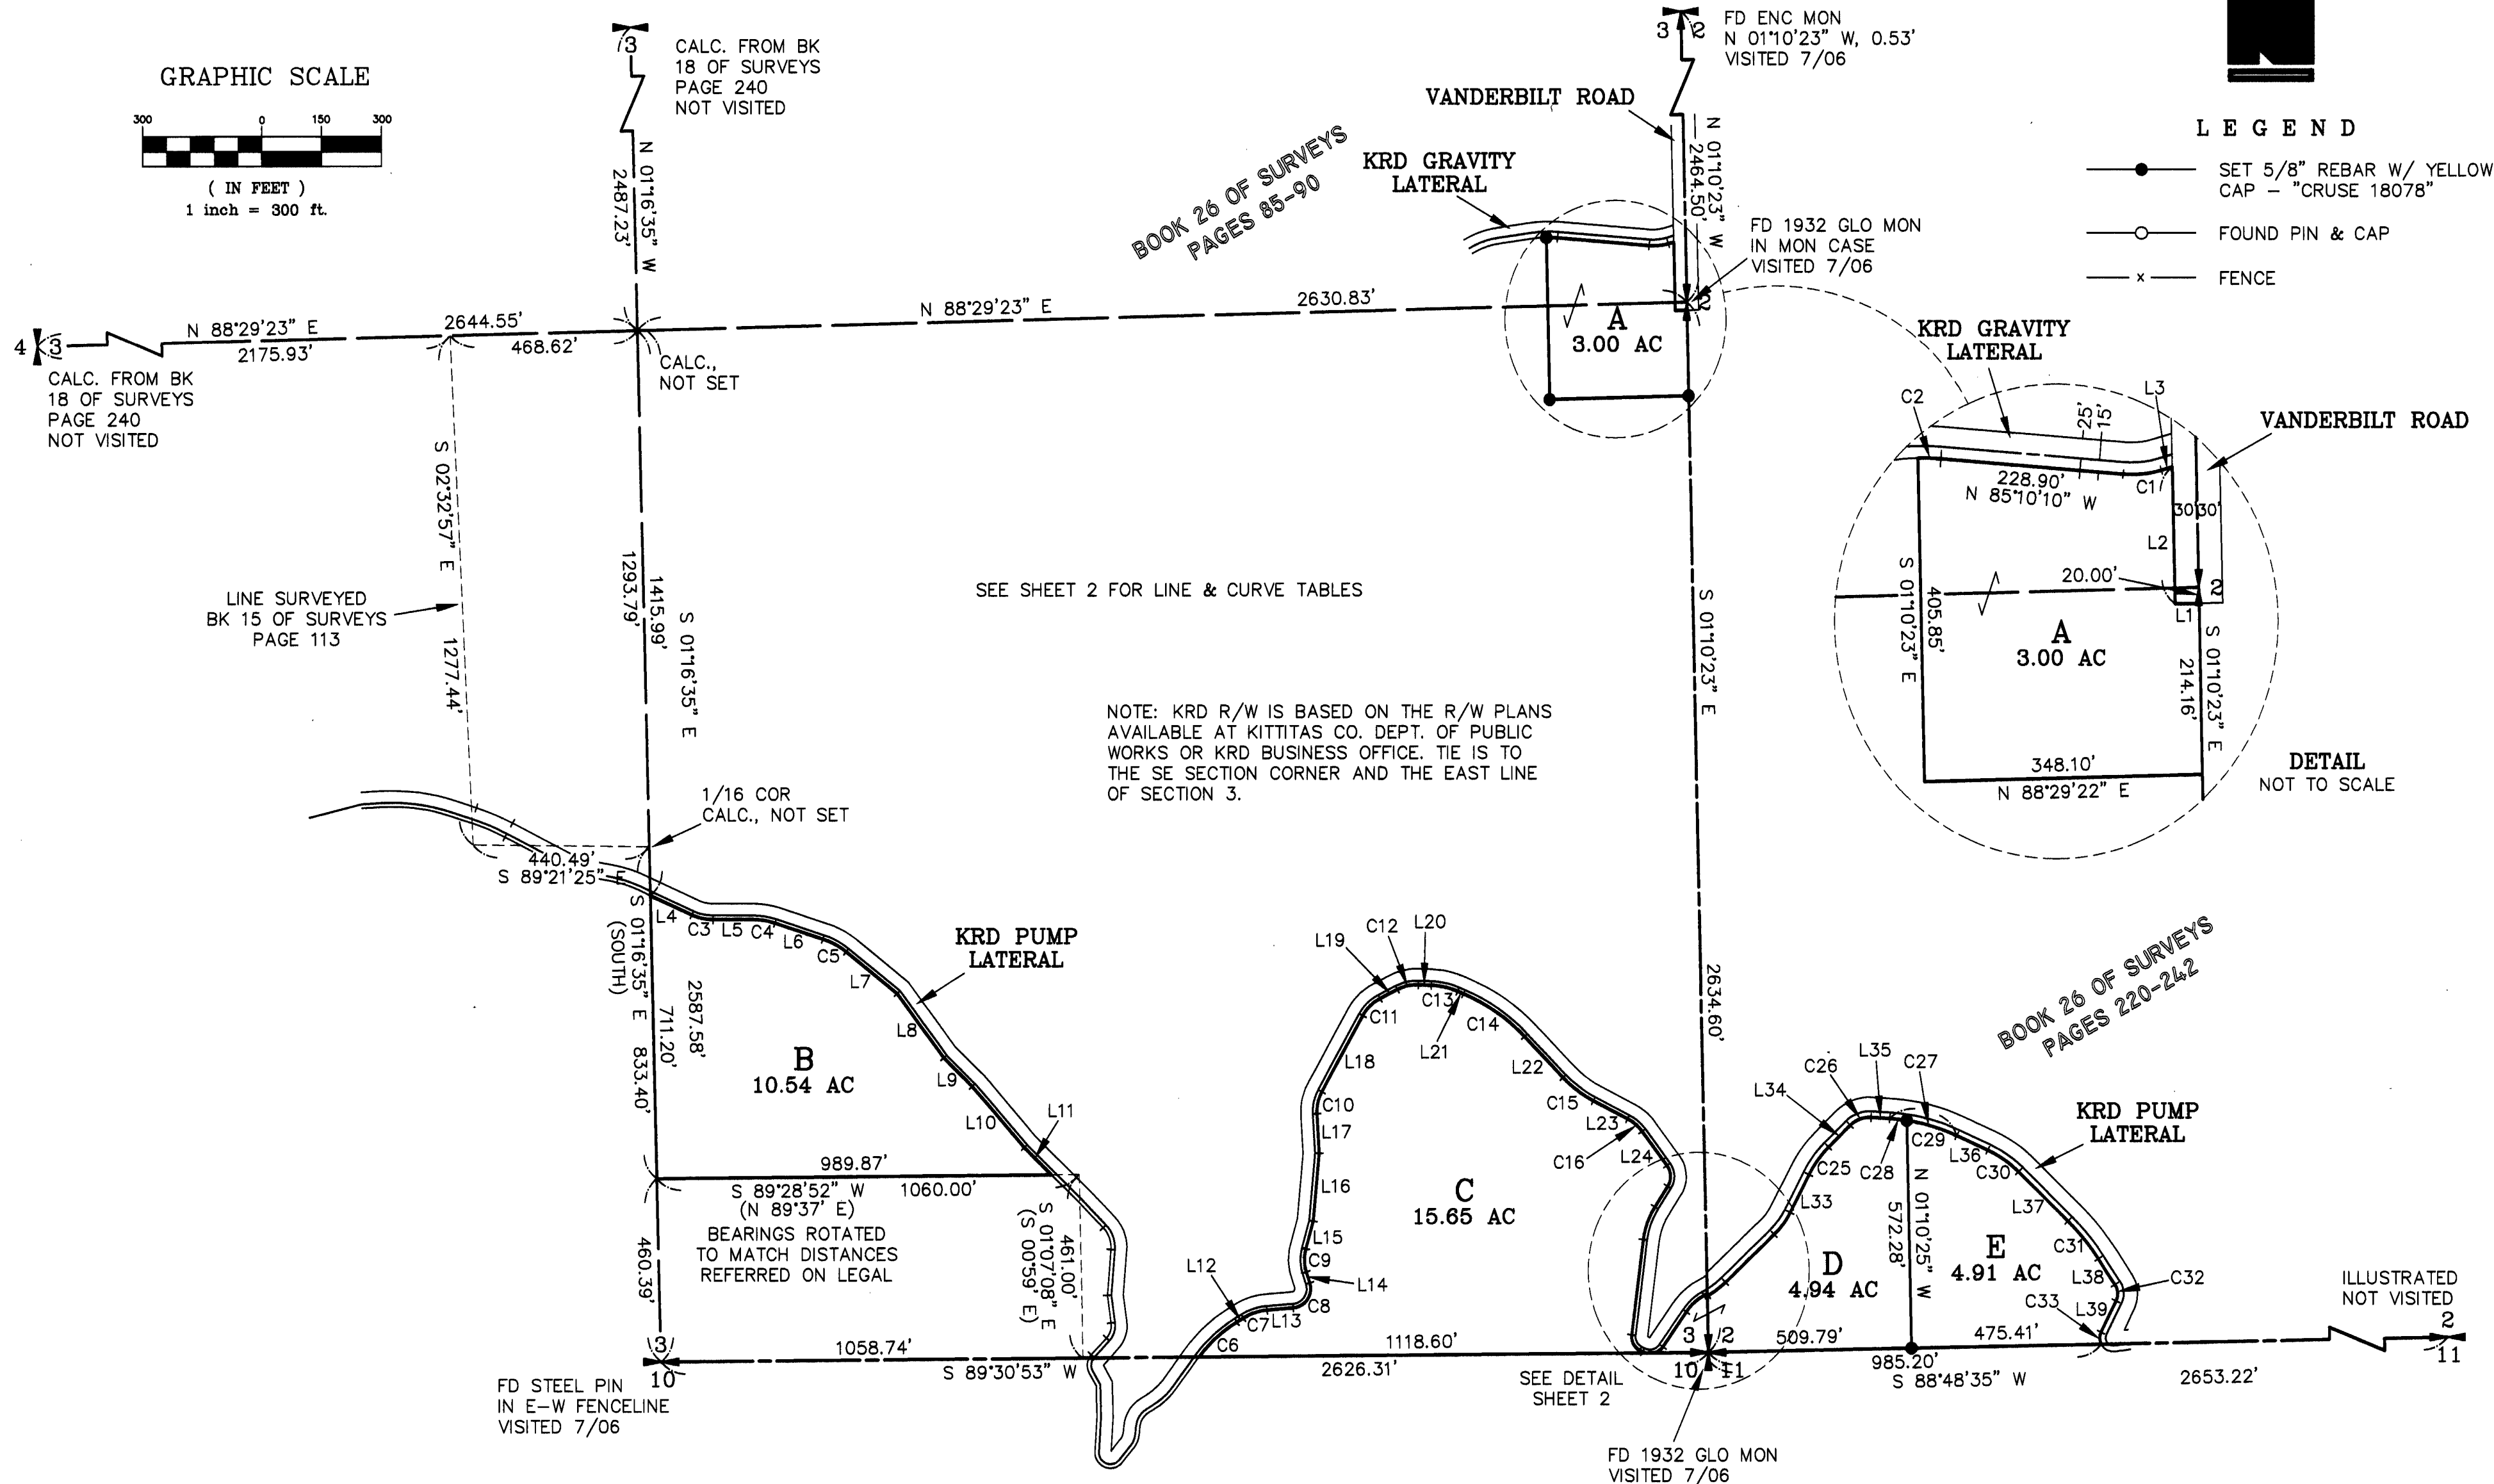 GRAPHIC SCALE
300 0 150 300
( IN FEET )
1 inch = 300 ft.
3
CALC. FROM BK
18 OF SURVEYS
PAGE 240
NOT VISITED
N 01°16'35" W
2487.23'
3 2
FD ENC MON
N 01°10'23" W, 0.53'
VISITED 7/06
VANDERBILT ROAD
KRD GRAVITY
LATERAL
N 01°10'23" W
2464.50'
BOOK 26 OF SURVEYS
PAGES 85-90
FD 1932 GLO MON
IN MON CASE
VISITED 7/06
L E G E N D
SET 5/8" REBAR W/ YELLOW
CAP - "CRUSE 18078"
FOUND PIN & CAP
x FENCE
4 3
N 88°29'23" E
2175.93'
2644.55'
468.62'
N 88°29'23" E
2630.83'
2
A
3.00 AC
CALC. FROM BK
18 OF SURVEYS
PAGE 240
NOT VISITED
CALC.,
NOT SET
KRD GRAVITY
LATERAL
C2
25'
15'
L3
VANDERBILT ROAD
228.90'
N 85°10'10" W
C1
30'
30'
L2
20.00'
2
L1
S 01°10'23" E
405.85'
A
3.00 AC
S 01°10'23" E
214.16'
348.10'
N 88°29'22" E
DETAIL
NOT TO SCALE
S 02°32'57" E
1277.44'
LINE SURVEYED
BK 15 OF SURVEYS
PAGE 113
1293.79'
1415.99'
S 01°16'35" E
SEE SHEET 2 FOR LINE & CURVE TABLES
S 01°10'23" E
2634.60'
NOTE: KRD R/W IS BASED ON THE R/W PLANS
AVAILABLE AT KITTITAS CO. DEPT. OF PUBLIC
WORKS OR KRD BUSINESS OFFICE. TIE IS TO
THE SE SECTION CORNER AND THE EAST LINE
OF SECTION 3.
1/16 COR
CALC., NOT SET
440.49'
S 89°21'25" E
S 01°16'35" E
(SOUTH)
833.40'
711.20'
2587.58'
L4
C3
L5
C4
L6
C5
L7
KRD PUMP
LATERAL
L8
L9
L10
L11
B
10.54 AC
989.87'
S 89°28'52" W
1060.00'
(N 89°37' E)
BEARINGS ROTATED
TO MATCH DISTANCES
REFERRED ON LEGAL
460.39'
461.00'
S 01°07'08" E
(S 00°59' E)
3
10
1058.74'
S 89°30'53" W
1118.60'
2626.31'
FD STEEL PIN
IN E-W FENCELINE
VISITED 7/06
L12
C6
C7
L13
C8
L14
C9
L15
L16
L17
C10
L18
C11
L19
C12
L20
C13
L21
C14
L22
C15
L23
C16
L24
C
15.65 AC
SEE DETAIL
SHEET 2
3 2
10 11
FD 1932 GLO MON
VISITED 7/06
BOOK 26 OF SURVEYS
PAGES 220-242
L33
C25
L34
C26
L35
C28
C27
C29
L36
C30
L37
C31
L38
C32
L39
C33
KRD PUMP
LATERAL
D
4.94 AC
N 01°10'25" W
572.28'
E
4.91 AC
509.79'
475.41'
985.20'
S 88°48'35" W
2653.22'
ILLUSTRATED
NOT VISITED
2
11